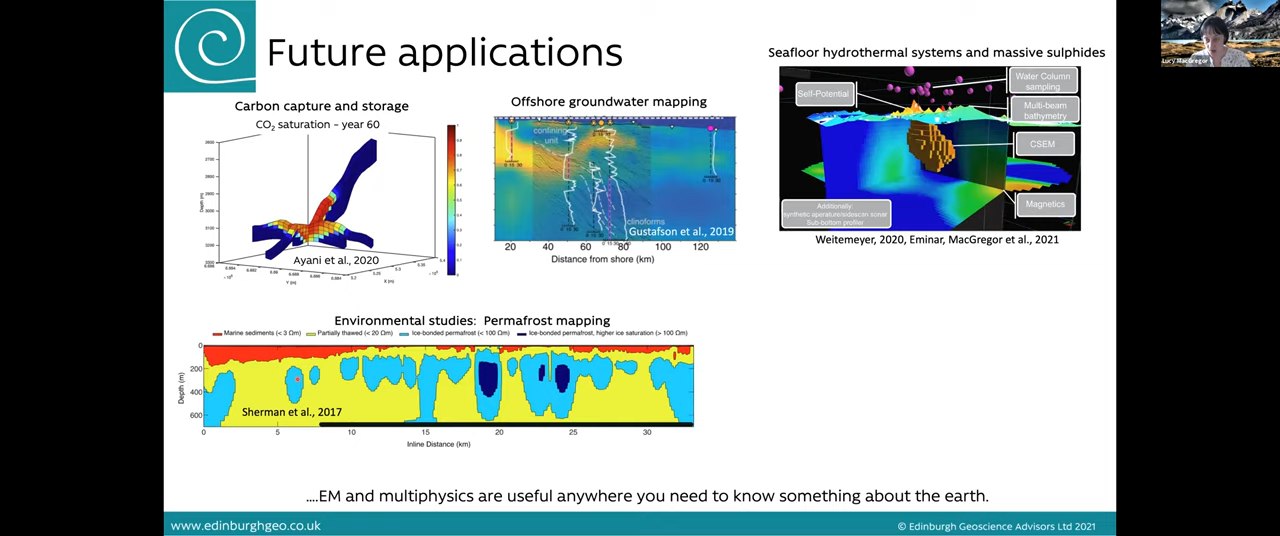 Future applications
Lucy MacGregor
Carbon capture and storage
CO2 saturation – year 60
Depth (m)
Ayani et al., 2020
Y (m)
X (m)
Offshore groundwater mapping
confining
unit
clinoforms
Gustafson et al., 2019
20 40 60 80 100 120
Distance from shore (km)
Seafloor hydrothermal systems and massive sulphides
Self-Potential
Water Column
sampling
Multi-beam
bathymetry
CSEM
Magnetics
Additionally:
synthetic aperature/sidescan sonar
Sub-bottom profiler
Weitemeyer, 2020, Eminar, MacGregor et al., 2021
Environmental studies: Permafrost mapping
Marine sediments (< 3 Ωm) Partially thawed (< 20 Ωm) Ice-bonded permafrost (< 100 Ωm) Ice-bonded permafrost, higher ice saturation (> 100 Ωm)
0
200
400
600
Depth (m)
Sherman et al., 2017
0 5 10 15 20 25 30
Inline Distance (km)
....EM and multiphysics are useful anywhere you need to know something about the earth.
www.edinburghgeo.co.uk
© Edinburgh Geoscience Advisors Ltd 2021